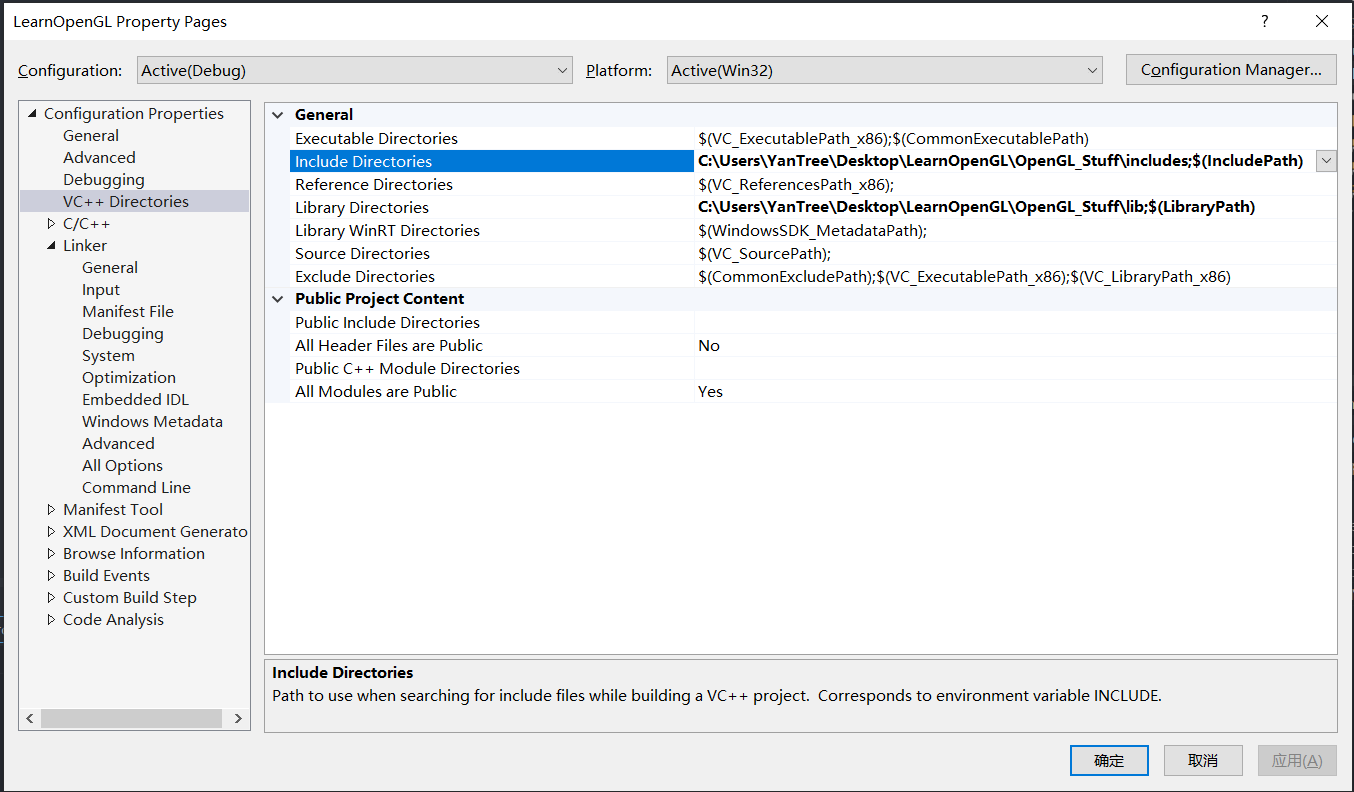 LearnOpenGL Property Pages
?
Configuration: Active(Debug) Platform: Active(Win32) Configuration Manager...
Configuration Properties
General
Advanced
Debugging
VC++ Directories
C/C++
Linker
General
Input
Manifest File
Debugging
System
Optimization
Embedded IDL
Windows Metadata
Advanced
All Options
Command Line
Manifest Tool
XML Document Generato
Browse Information
Build Events
Custom Build Step
Code Analysis
General
Executable Directories $(VC_ExecutablePath_x86);$(CommonExecutablePath)
Include Directories C:\Users\YanTree\Desktop\LearnOpenGL\OpenGL_Stuff\includes;$(IncludePath)
Reference Directories $(VC_ReferencesPath_x86);
Library Directories C:\Users\YanTree\Desktop\LearnOpenGL\OpenGL_Stuff\lib;$(LibraryPath)
Library WinRT Directories $(WindowsSDK_MetadataPath);
Source Directories $(VC_SourcePath);
Exclude Directories $(CommonExcludePath);$(VC_ExecutablePath_x86);$(VC_LibraryPath_x86)
Public Project Content
Public Include Directories
All Header Files are Public No
Public C++ Module Directories
All Modules are Public Yes
Include Directories
Path to use when searching for include files while building a VC++ project.  Corresponds to environment variable INCLUDE.
确定 取消 应用(A)